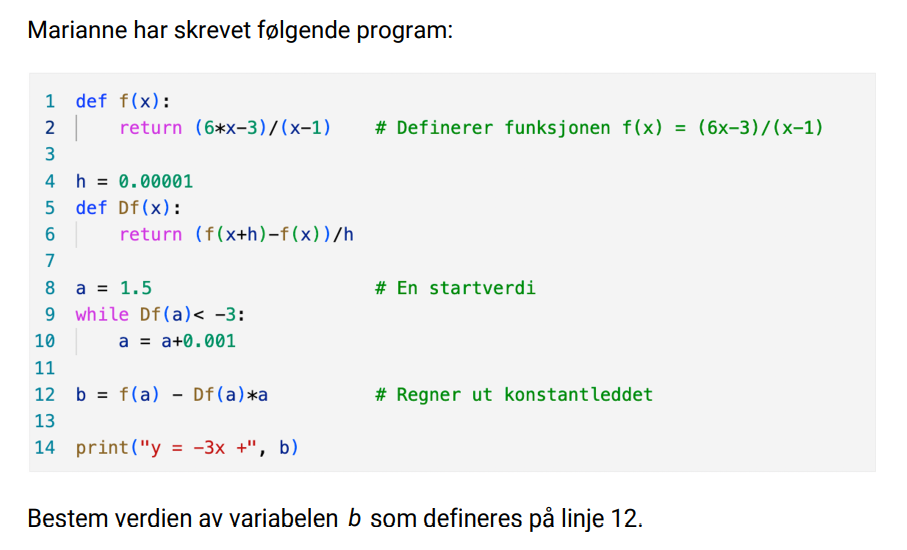 Marianne har skrevet følgende program:
1 def f(x):
2     return (6*x-3)/(x-1)    # Definerer funksjonen f(x) = (6x-3)/(x-1)
3
4 h = 0.00001
5 def Df(x):
6     return (f(x+h)-f(x))/h
7
8 a = 1.5    # En startverdi
9 while Df(a)< -3:
10     a = a+0.001
11
12 b = f(a) - Df(a)*a    # Regner ut konstantleddet
13
14 print("y = -3x +", b)
Bestem verdien av variabelen b som defineres på linje 12.